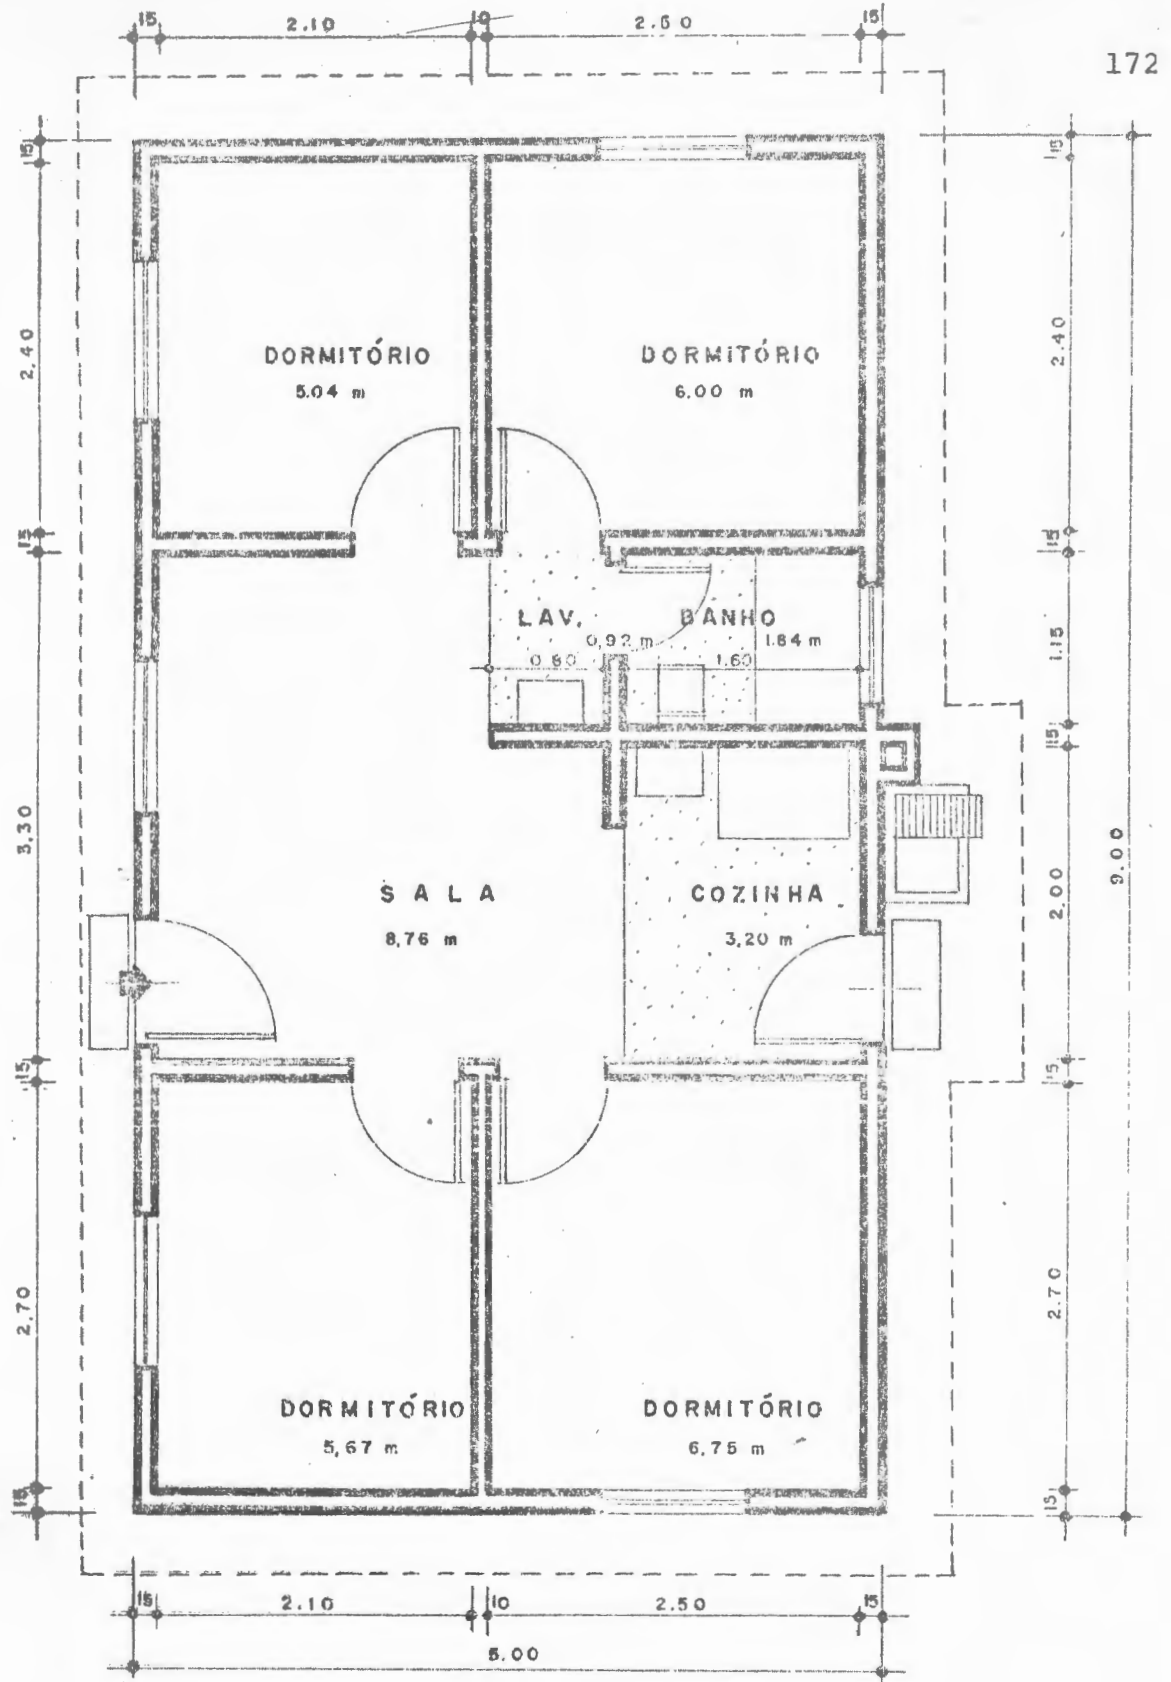 15 2.10 10 2.50 15
172
15
15
15
2.40
2.40
DORMITÓRIO
DORMITÓRIO
5.04 m
6.00 m
15
15
LAV.
BANHO
0,92 m
1.84 m
0.80
1.60
1.15
15
3.30
9.00
SALA
COZINHA
2.00
8,76 m
3,20 m
15
15
2.70
2.70
DORMITÓRIO
DORMITÓRIO
5,67 m
6,75 m
15
15
15 2.10 10 2.50 15
5.00